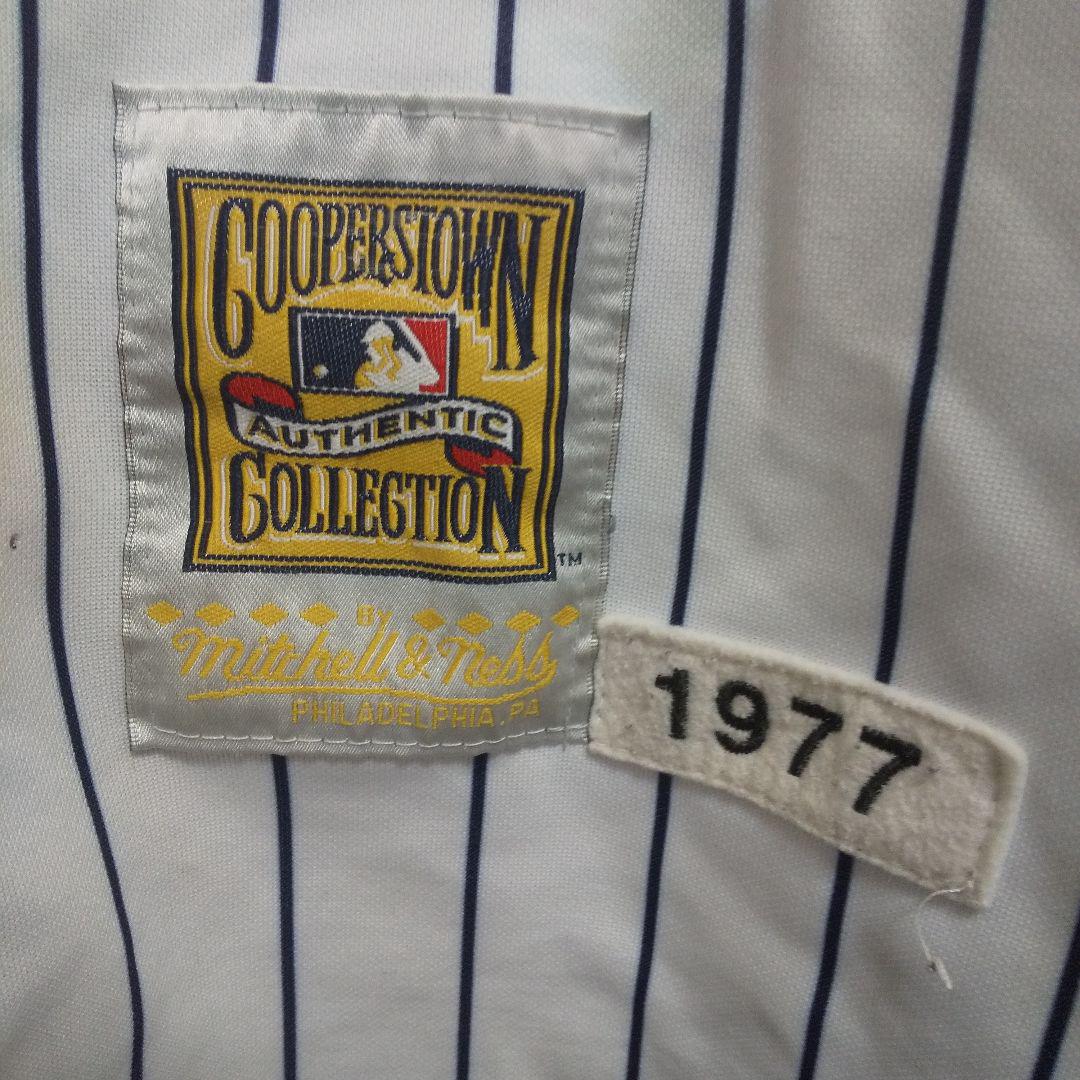 COOPERSTOWN
AUTHENTIC
COLLECTION
TM
BY
Mitchell & Ness
PHILADELPHIA, PA
1977